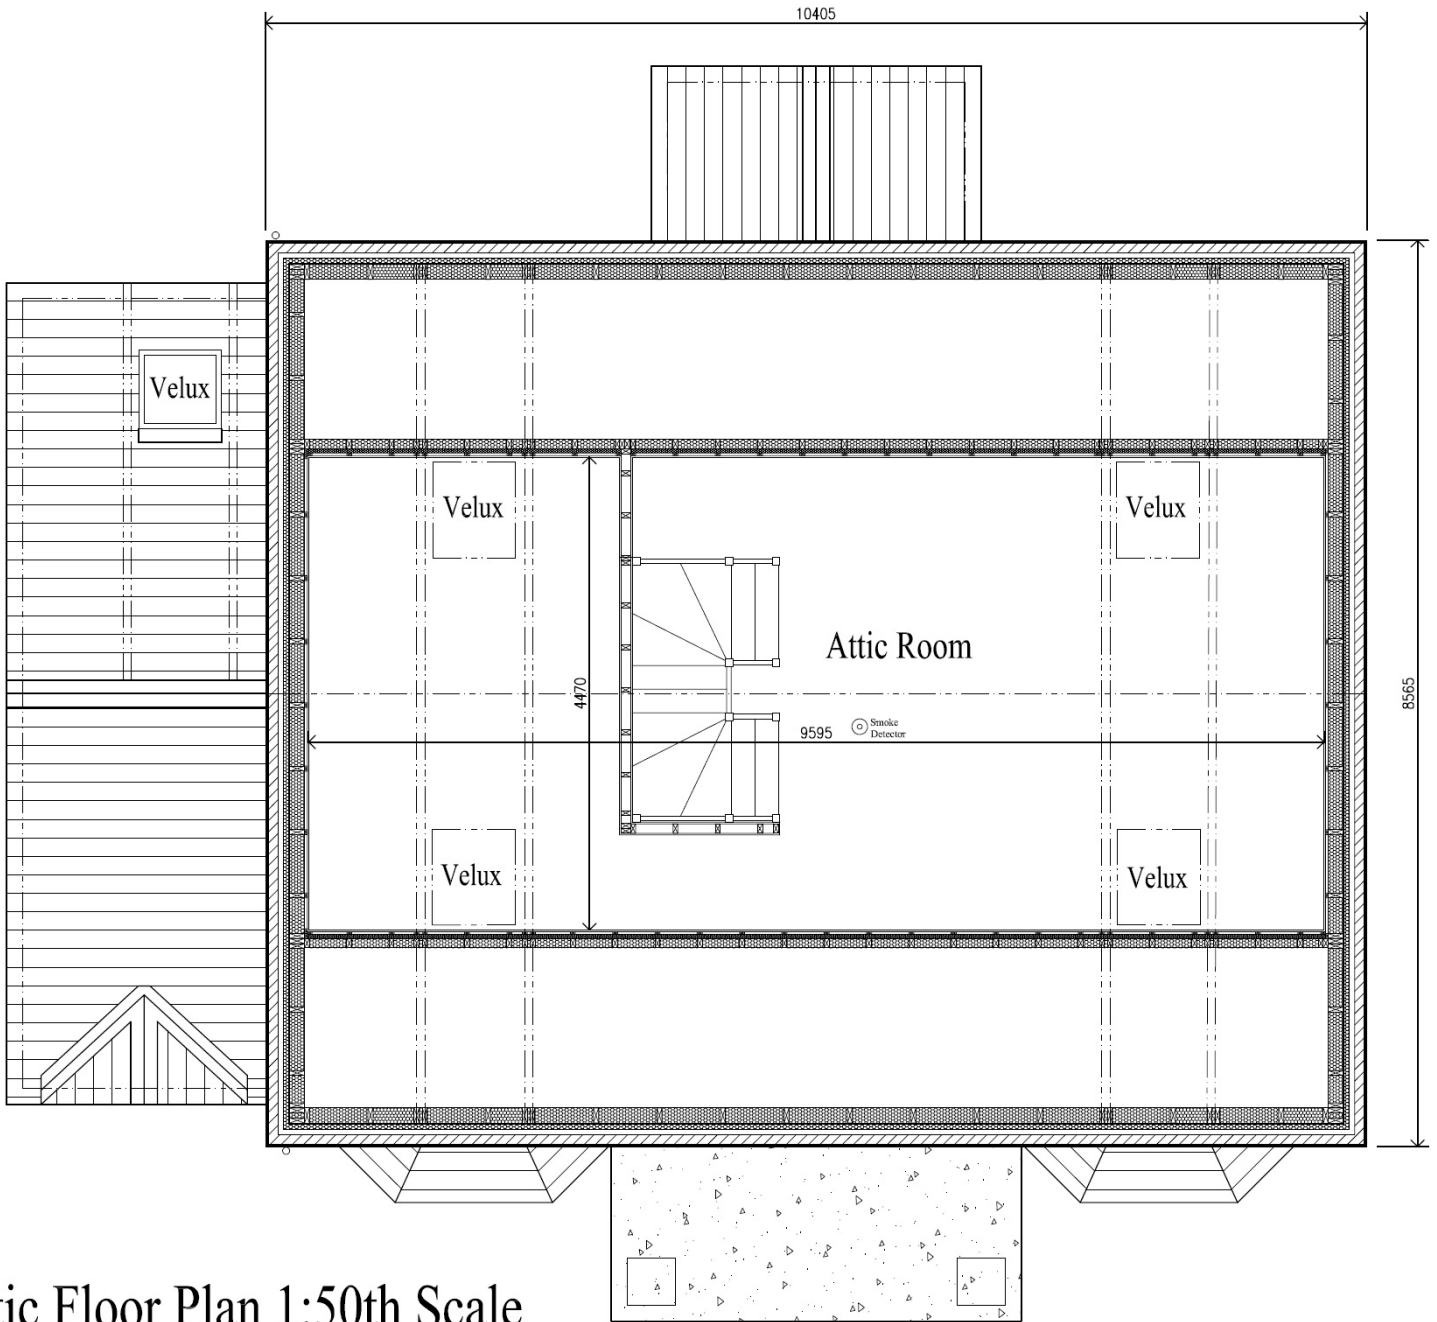 10405
Velux
Velux
Velux
Attic Room
4470
8565
Smoke
Detector
9595
Velux
Velux
tic Floor Plan 1:50th Scale